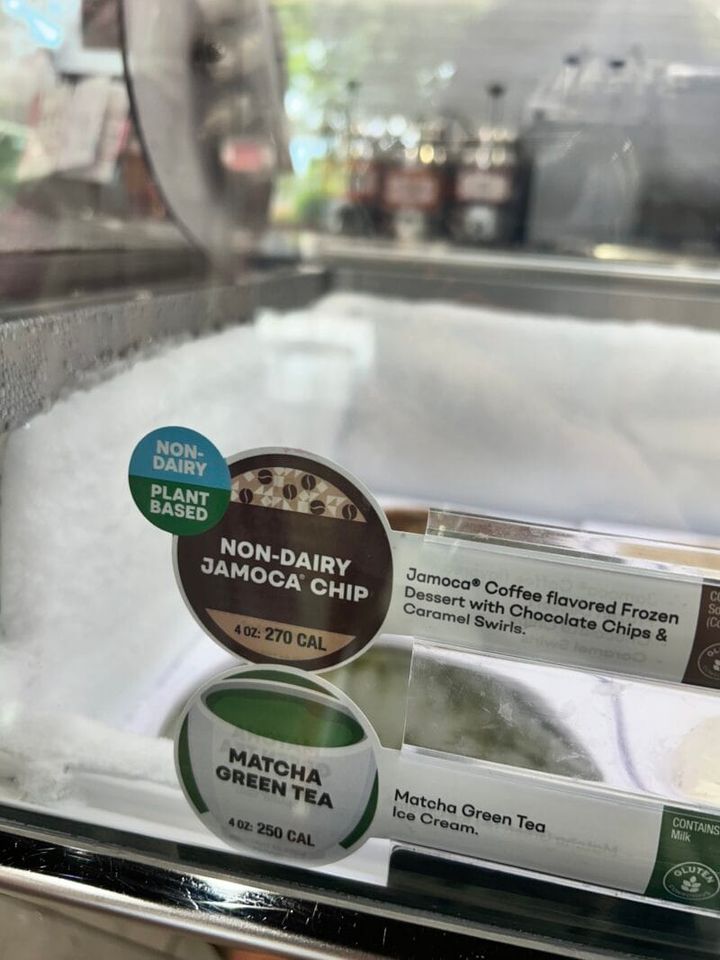 NON-
DAIRY
PLANT
BASED
NON-DAIRY
JAMOCA® CHIP
4 OZ: 270 CAL
Jamoca® Coffee flavored Frozen
Dessert with Chocolate Chips &
Caramel Swirls.
MATCHA
GREEN TEA
4 OZ: 250 CAL
Matcha Green Tea
Ice Cream.
CONTAINS
Milk
GLUTEN